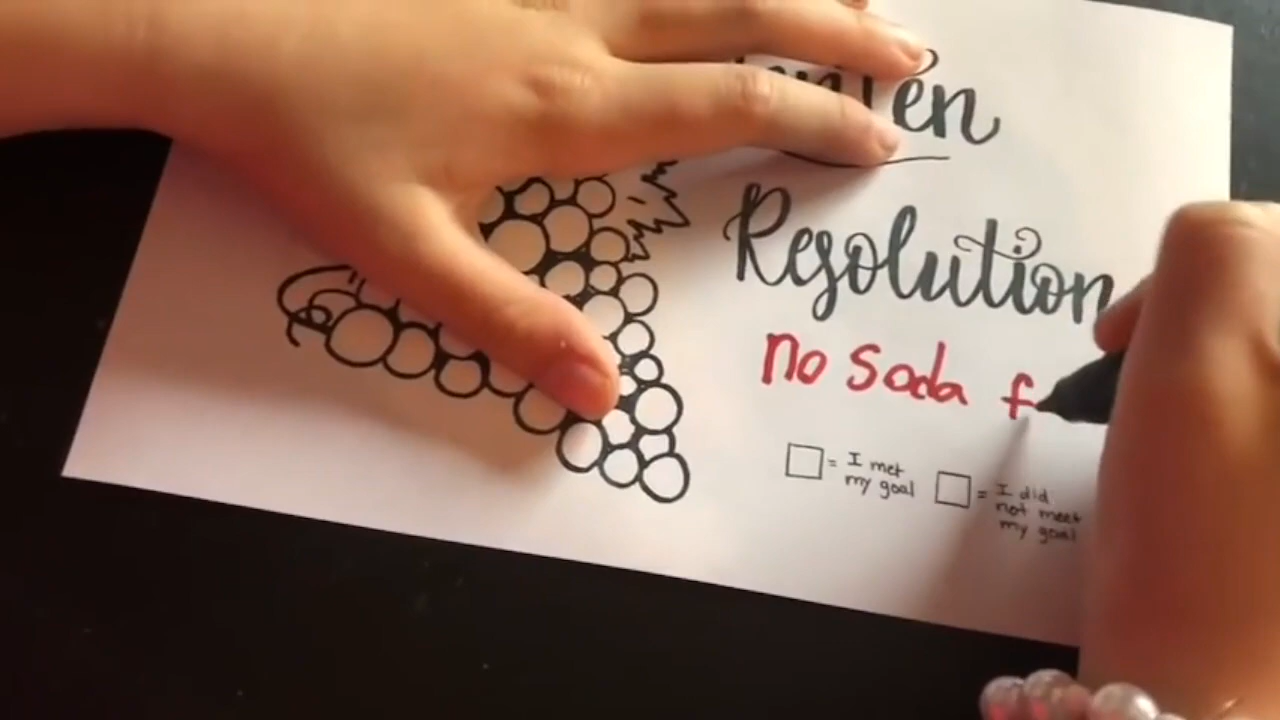 Resolution
no soda f
= I met
my goal
= I did
not meet
my goal